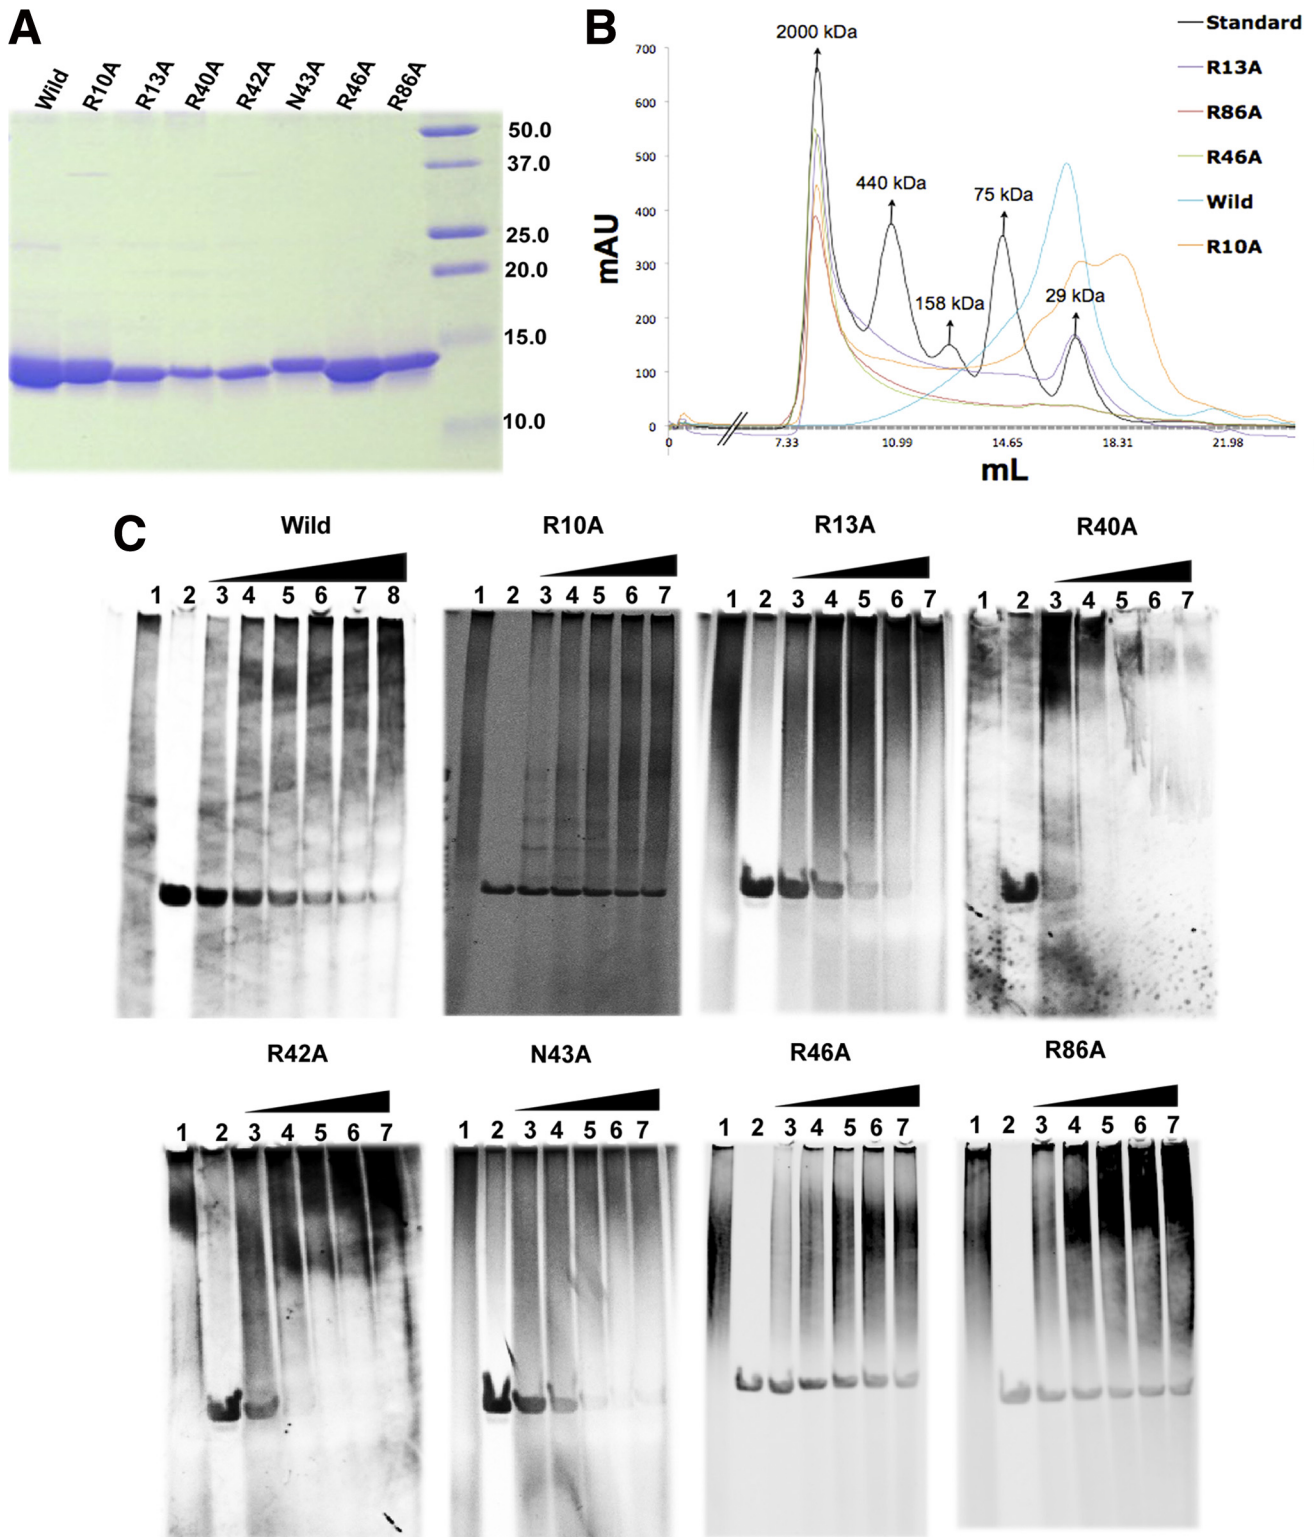 A
Wild R10A R13A R40A R42A N43A R46A R86A
50.0
37.0
25.0
20.0
15.0
10.0
B
2000 kDa
440 kDa
158 kDa
75 kDa
29 kDa
Standard
R13A
R86A
R46A
Wild
R10A
mAU
700
600
500
400
300
200
100
0
0 7.33 10.99 14.65 18.31 21.98
mL
C
Wild
1 2 3 4 5 6 7 8
R10A
1 2 3 4 5 6 7
R13A
1 2 3 4 5 6 7
R40A
1 2 3 4 5 6 7
R42A
1 2 3 4 5 6 7
N43A
1 2 3 4 5 6 7
R46A
1 2 3 4 5 6 7
R86A
1 2 3 4 5 6 7